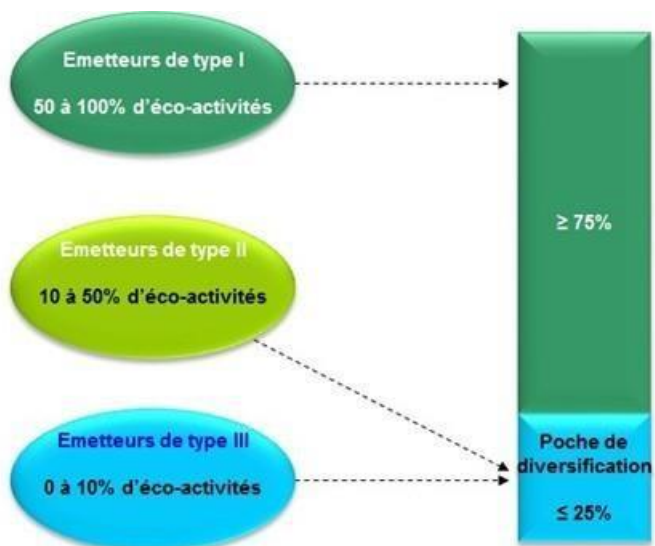 Emetteurs de type I
50 à 100% d'éco-activités
≥ 75%
Emetteurs de type II
10 à 50% d'éco-activités
Emetteurs de type III
0 à 10% d'éco-activités
Poche de
diversification
≤ 25%